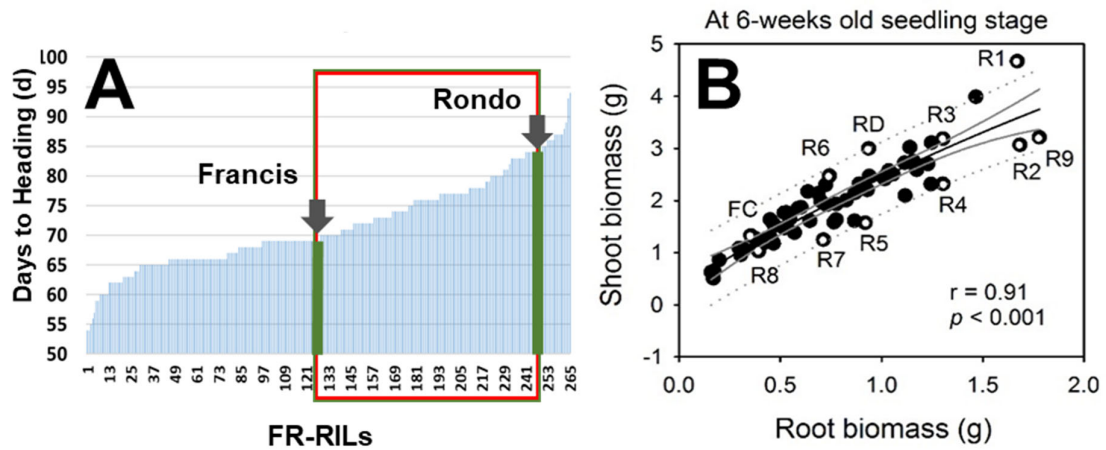 A
Days to Heading (d)
100
95
90
85
80
75
70
65
60
55
50
Francis
Rondo
1
13
25
37
49
61
73
85
97
109
121
133
145
157
169
181
193
205
217
229
241
253
265
FR-RILs
At 6-weeks old seedling stage
B
Shoot biomass (g)
5
4
3
2
1
0
-1
R1
R3
RD
R6
R2
R9
R4
FC
R5
R7
R8
r = 0.91
p < 0.001
0.0
0.5
1.0
1.5
2.0
Root biomass (g)